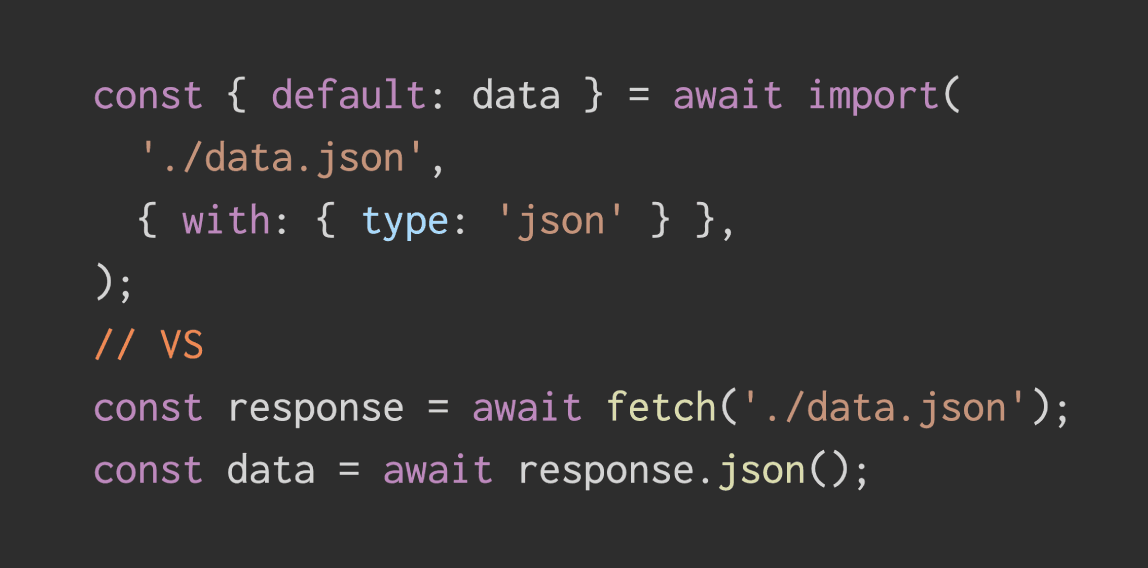 const { default: data } = await import(
  './data.json',
  { with: { type: 'json' } },
);
// VS
const response = await fetch('./data.json');
const data = await response.json();